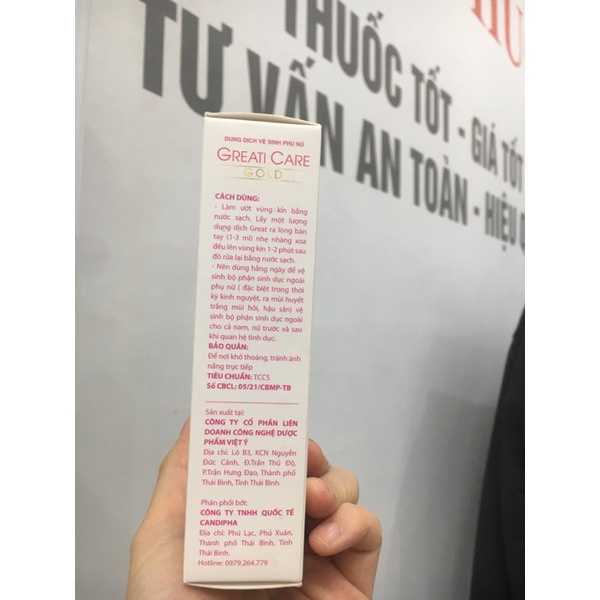 HU
THUỐC TỐT - GIÁ TỐT
TƯ VẤN AN TOÀN - HIỆU
DUNG DỊCH VỆ SINH PHỤ NỮ
GREATI CARE
GOLD
CÁCH DÙNG:
- Làm ướt vùng kín bằng
nước sạch. Lấy một lượng
dung dịch Great ra lòng bàn
tay (1-3 ml) nhẹ nhàng xoa
đều lên vùng kín 1-2 phút sau
đó rửa lại bằng nước sạch.
- Nên dùng hằng ngày để vệ
sinh bộ phận sinh dục ngoài
phụ nữ ( đặc biệt trong thời
kỳ kinh nguyệt, ra mùi huyết
trắng mùi hôi, hậu sản) vệ
sinh bộ phận sinh dục ngoài
cho cả nam, nữ trước và sau
khi quan hệ tình dục.
BẢO QUẢN:
Để nơi khô thoáng, tránh ánh
nắng trực tiếp
TIÊU CHUẨN: TCCS
Số CBCL: 05/21/CBMP-TB
Sản xuất tại:
CÔNG TY CỔ PHẦN LIÊN
DOANH CÔNG NGHỆ DƯỢC
PHẨM VIỆT Ý
Địa chỉ: Lô B3, KCN Nguyễn
Đức Cảnh, Đ.Trần Thủ Độ,
P.Trần Hưng Đạo, Thành phố
Thái Bình, Tỉnh Thái Bình.
Phân phối bởi:
CÔNG TY TNHH QUỐC TẾ
CANDIPHA
Địa chỉ: Phú Lạc, Phú Xuân,
Thành phố Thái Bình, Tỉnh
Thái Bình.
Hotline: 0979.264.779